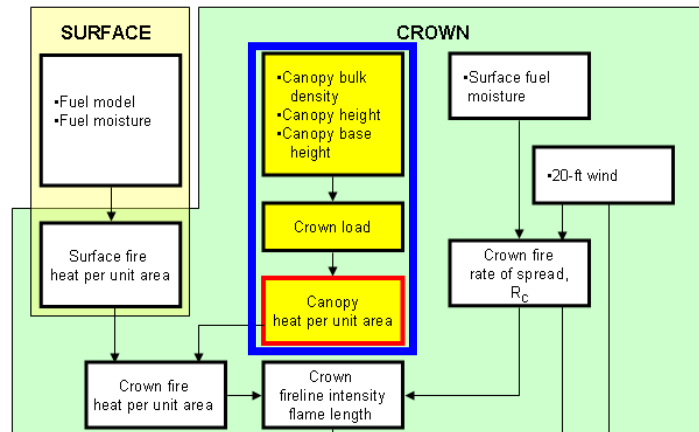 SURFACE
CROWN
▪Fuel model
▪Fuel moisture
▪Canopy bulk
density
▪Canopy height
▪Canopy base
height
▪Surface fuel
moisture
▪20-ft wind
Surface fire
heat per unit area
Crown load
Crown fire
rate of spread,
Rc
Canopy
heat per unit area
Crown fire
heat per unit area
Crown
fireline intensity
flame length